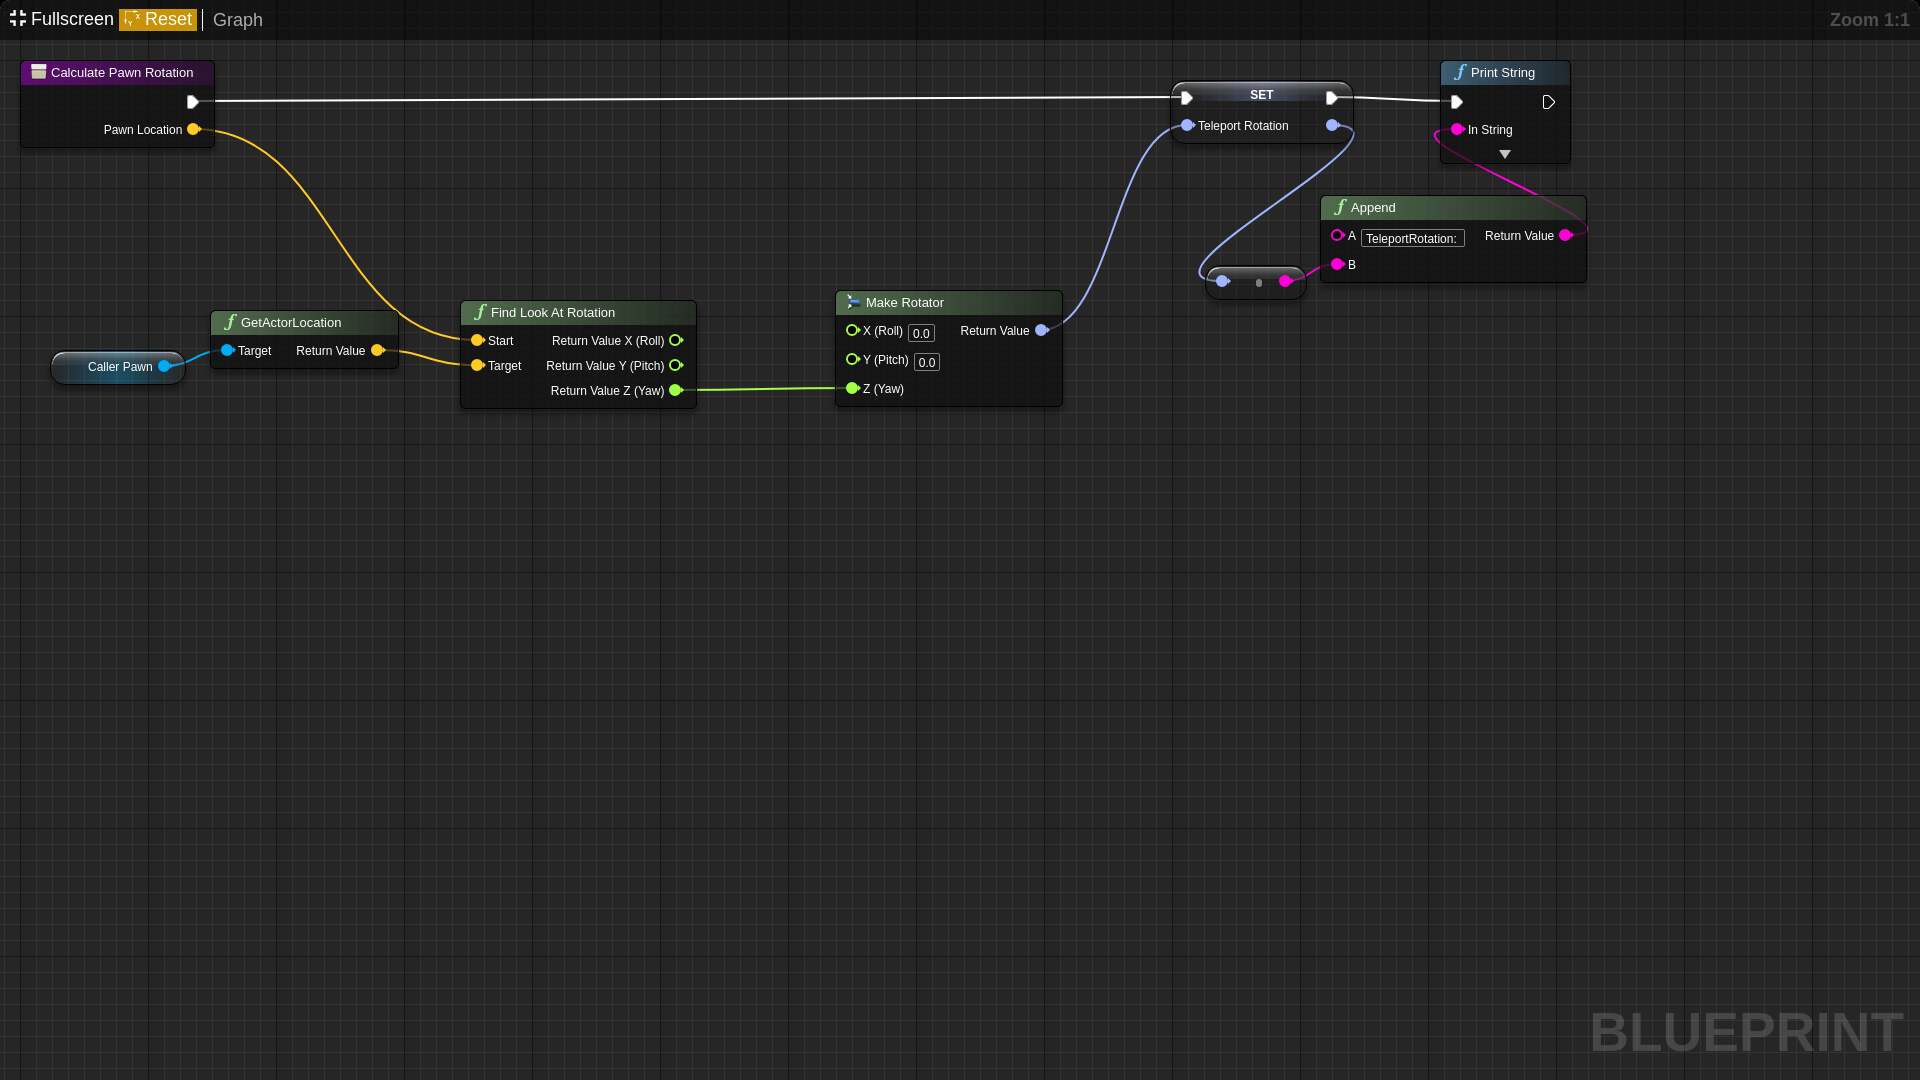 Fullscreen Reset Graph Zoom 1:1
Calculate Pawn Rotation
Pawn Location
SET
Teleport Rotation
Print String
In String
Append
A TeleportRotation: Return Value
B
Caller Pawn
GetActorLocation
Target Return Value
Find Look At Rotation
Start Return Value X (Roll)
Target Return Value Y (Pitch)
Return Value Z (Yaw)
Make Rotator
X (Roll) 0.0 Return Value
Y (Pitch) 0.0
Z (Yaw)
BLUEPRINT